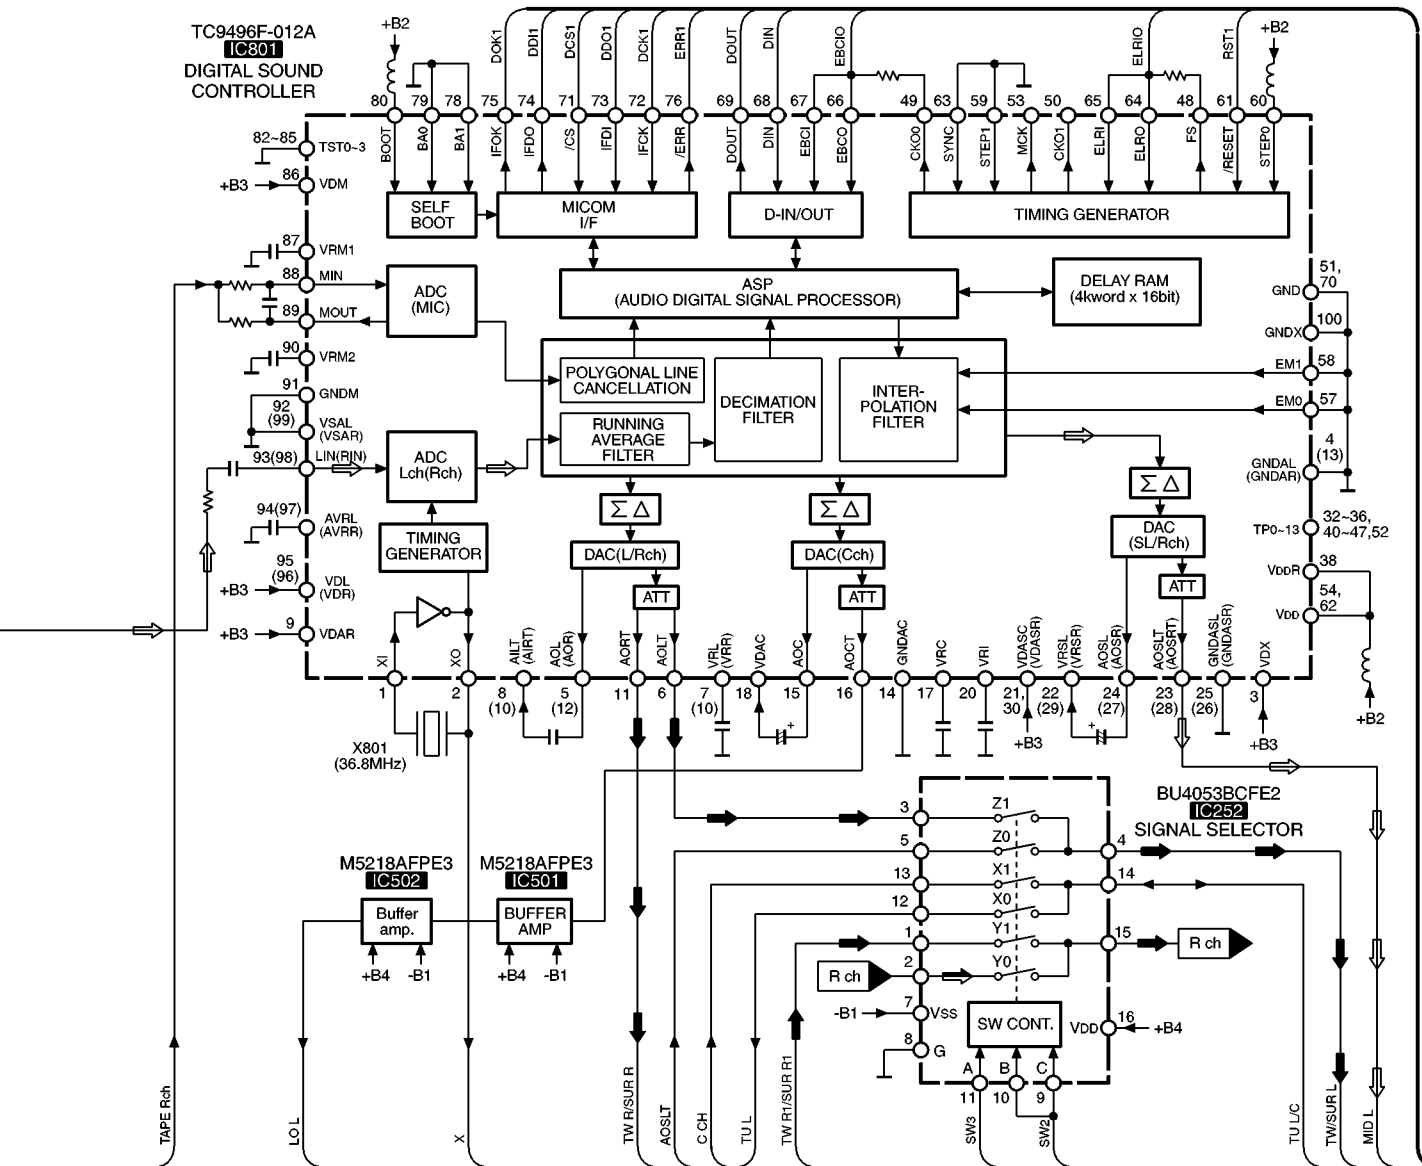 TC9496F-012A
IC801
DIGITAL SOUND
CONTROLLER
+B2
DOK1
DDI1
DCS1
DDO1
DCK1
ERR1
DOUT
DIN
EBCIO
ELRIO
RST1
+B2
80
79
78
75
74
71
73
72
76
69
68
67
66
49
63
59
53
50
65
64
48
61
60
BOOT
BA0
BA1
IFOK
IFDO
/CS
IFDI
IFCK
/ERR
DOUT
DIN
EBCI
EBCO
CKO0
SYNC
STEP1
MCK
CKO1
ELRI
ELRO
FS
/RESET
STEP0
82~85
TST0~3
86
+B3
VDM
87
VRM1
88
MIN
89
MOUT
90
VRM2
91
GNDM
92
(99)
VSAL
(VSAR)
93(98)
LIN(RIN)
94(97)
AVRL
(AVRR)
95
(96)
+B3
VDL
(VDR)
9
+B3
VDAR
SELF
BOOT
MICOM
I/F
D-IN/OUT
TIMING GENERATOR
ADC
(MIC)
ASP
(AUDIO DIGITAL SIGNAL PROCESSOR)
DELAY RAM
(4kword x 16bit)
POLYGONAL LINE
CANCELLATION
DECIMATION
FILTER
INTER-
POLATION
FILTER
RUNNING
AVERAGE
FILTER
ADC
Lch(Rch)
TIMING
GENERATOR
Σ Δ
Σ Δ
Σ Δ
DAC(L/Rch)
DAC(Cch)
DAC
(SL/Rch)
ATT
ATT
ATT
51,
70
GND
100
GNDX
58
EM1
57
EM0
4
(13)
GNDAL
(GNDAR)
32~36,
40~47,52
TP0~13
38
VDDR
54,
62
VDD
+B2
XI
XO
AILT
(AIRT)
AOL
(AOR)
AORT
AOLT
VRL
(VRR)
VDAC
AOC
AOCT
GNDAC
VRC
VRI
VDASC
(VDASR)
VRSL
(VRSR)
AOSL
(AOSR)
AOSLT
(AOSRT)
GNDASL
(GNDASR)
VDX
1
2
8
(10)
5
(12)
11
6
7
(10)
18
15
16
14
17
20
21,
30
22
(29)
24
(27)
23
(28)
25
(26)
3
+
+B3
+
+B3
X801
(36.8MHz)
BU4053BCFE2
IC252
SIGNAL SELECTOR
M5218AFPE3
IC502
Buffer
amp.
+B4
-B1
M5218AFPE3
IC501
BUFFER
AMP
+B4
-B1
3
Z1
5
Z0
4
13
X1
14
12
X0
1
Y1
15
R ch
R ch
2
Y0
7
-B1
VSS
SW CONT.
VDD
16
+B4
8
G
A
B
C
11
10
9
TAPE Rch
LO L
X
TW R/SUR R
AOSLT
C CH
TU L
TW R1/SUR R1
SW3
SW2
TU L/C
TW/SUR L
MID L